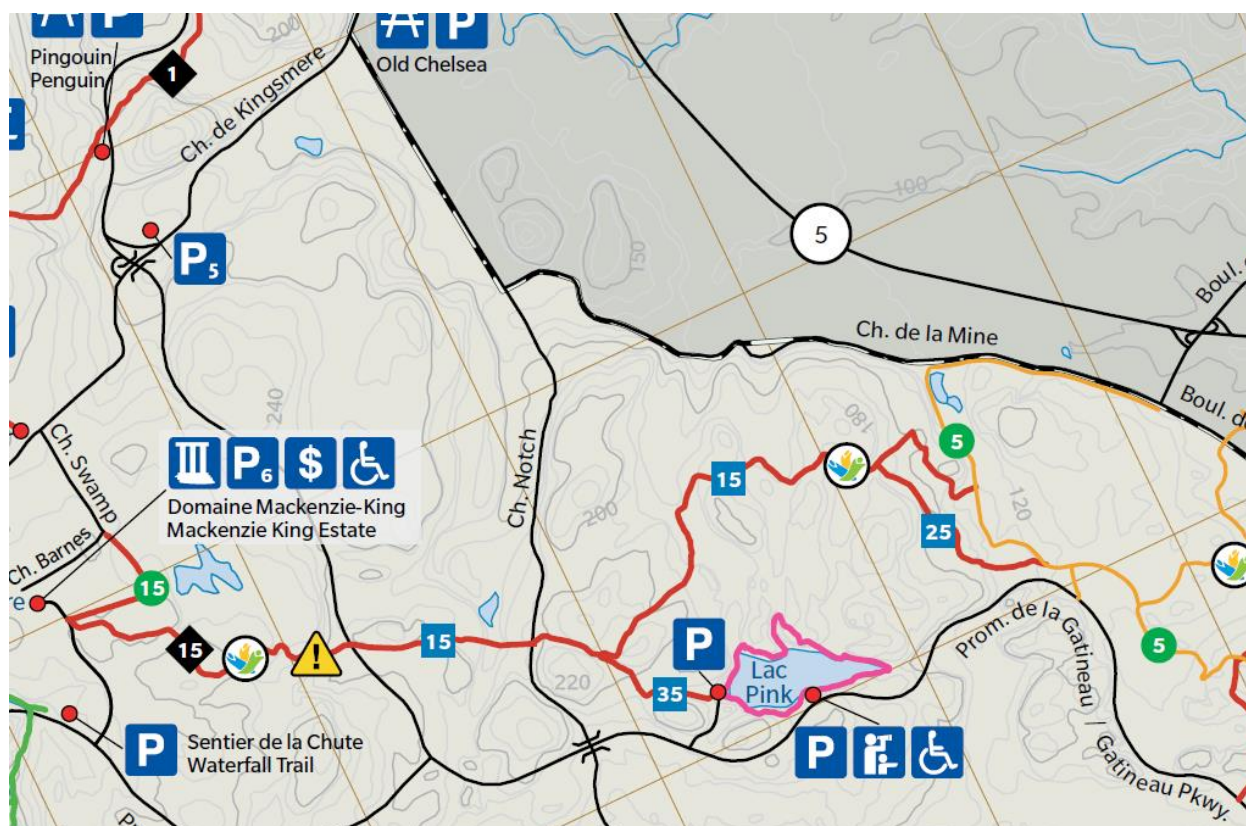 P
P
Pingouin
Penguin
1
Old Chelsea
200
Ch. de Kingsmere
P5
5
100
150
Ch. de la Mine
Boul. d
Boul. d
240
180
Ch. Swamp
P6 $
Domaine Mackenzie-King
Mackenzie King Estate
Ch. Notch
15
5
200
120
25
Ch. Barnes
15
re
15
15
P
Lac
Pink
Prom. de la Gatineau / Gatineau Pkwy.
5
220
35
!
P
Sentier de la Chute
Waterfall Trail
P